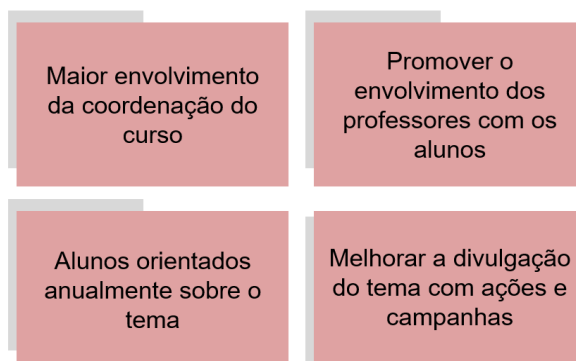 Maior envolvimento
da coordenação do
curso
Promover o
envolvimento dos
professores com os
alunos
Alunos orientados
anualmente sobre o
tema
Melhorar a divulgação
do tema com ações e
campanhas